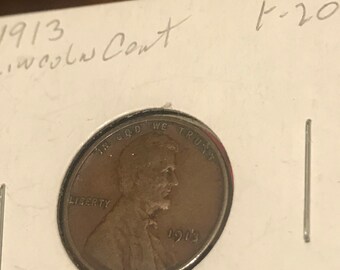 1913
Lincoln Cent
F-20
IN GOD WE TRUST
LIBERTY
1913